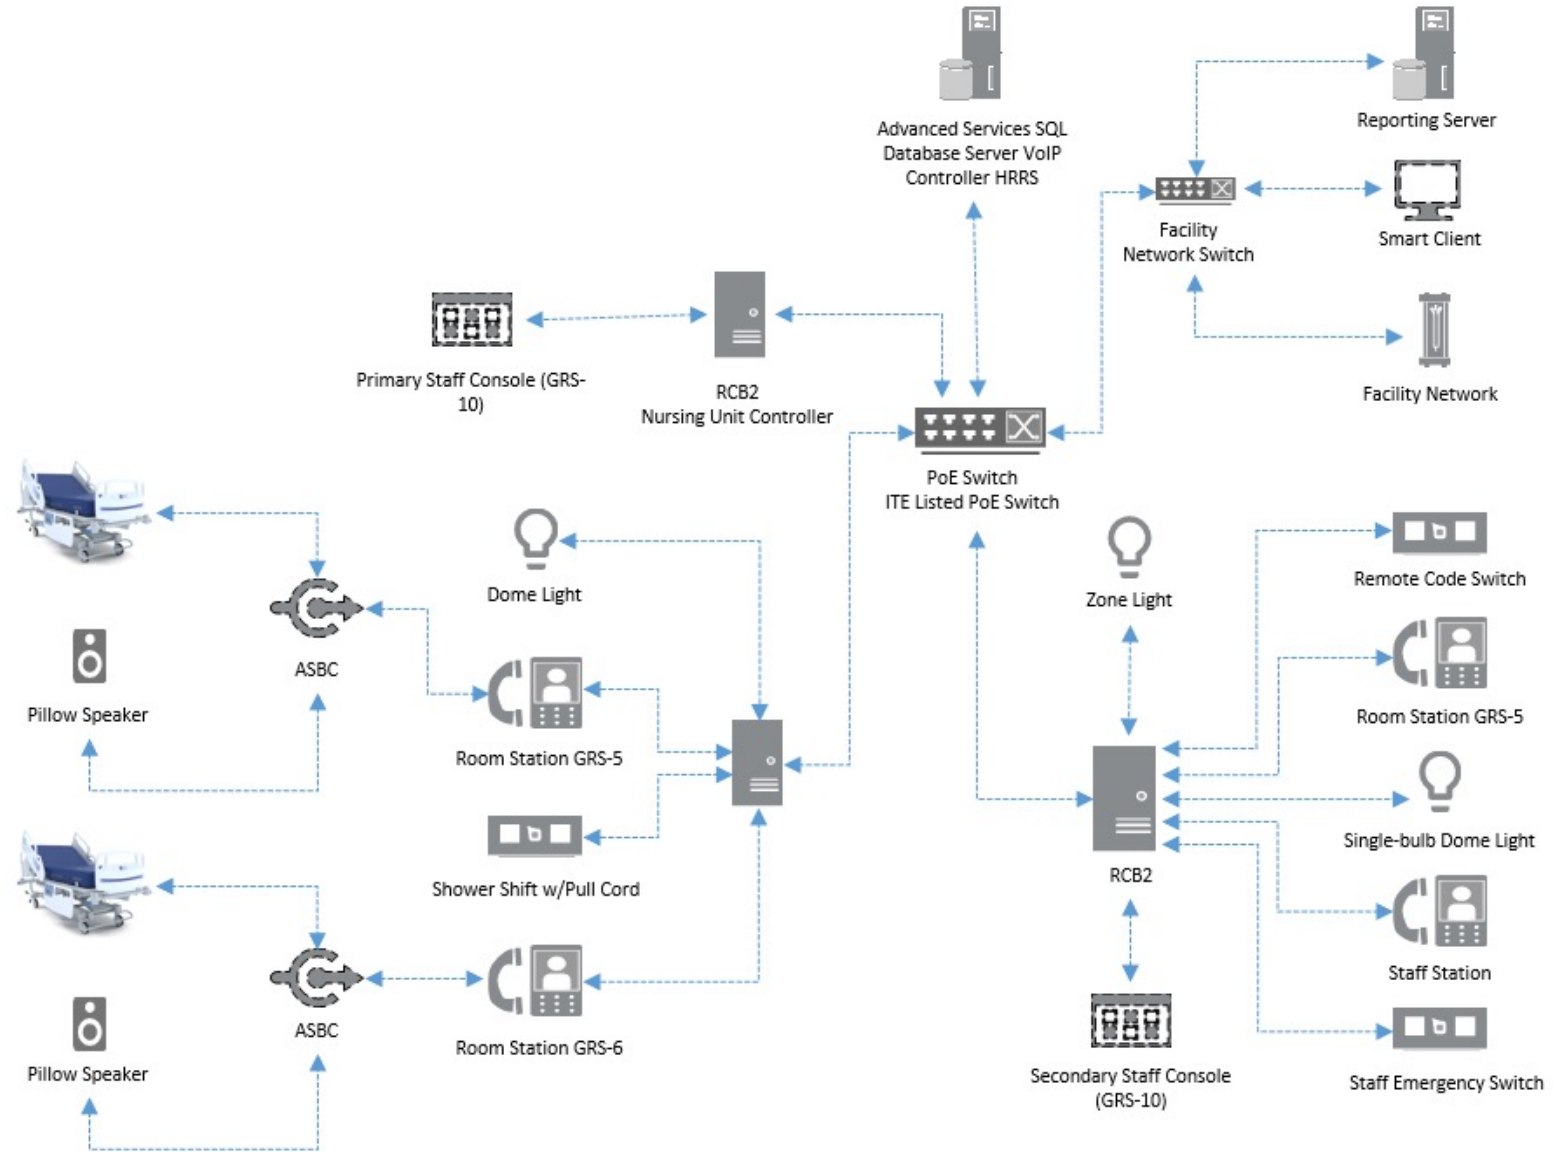 Advanced Services SQL
Database Server VoIP
Controller HRRS
Reporting Server
Smart Client
Facility
Network Switch
Facility Network
Primary Staff Console (GRS-
10)
RCB2
Nursing Unit Controller
PoE Switch
ITE Listed PoE Switch
Dome Light
Zone Light
Remote Code Switch
ASBC
Pillow Speaker
Room Station GRS-5
Room Station GRS-5
Single-bulb Dome Light
Shower Shift w/Pull Cord
RCB2
Staff Station
ASBC
Pillow Speaker
Room Station GRS-6
Secondary Staff Console
(GRS-10)
Staff Emergency Switch